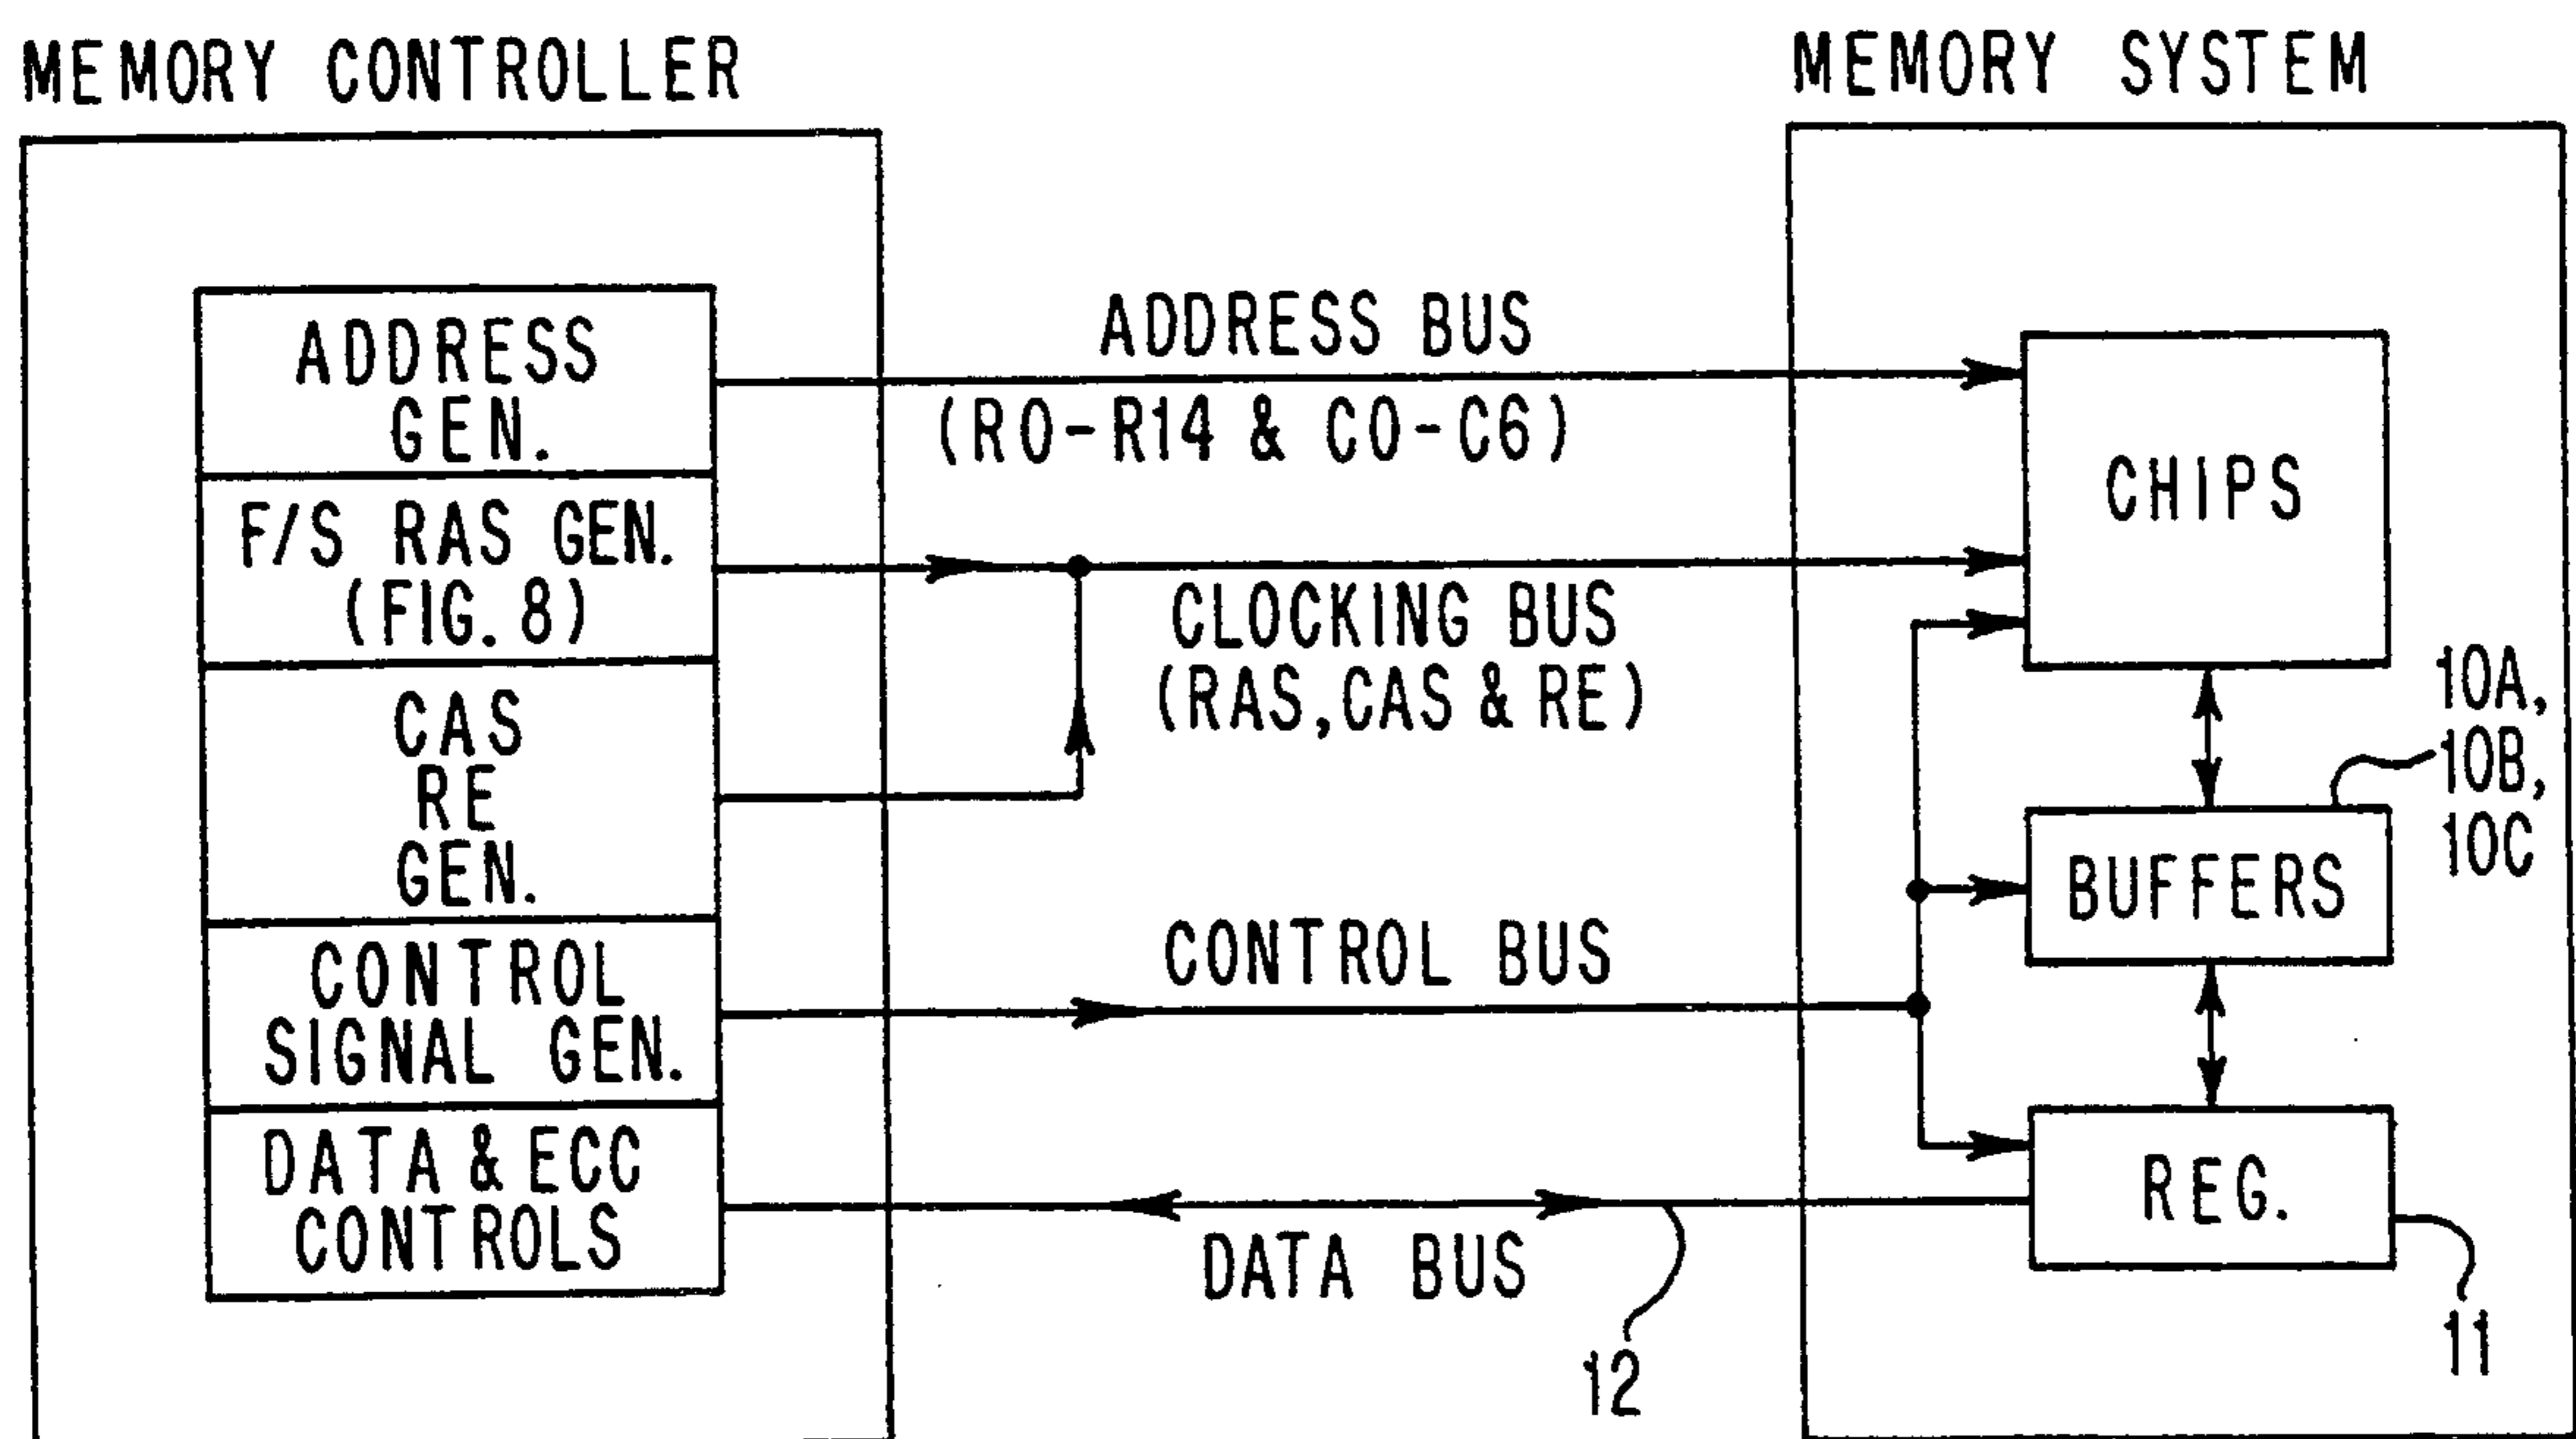 MEMORY CONTROLLER
MEMORY SYSTEM
ADDRESS
GEN.
F/S RAS GEN.
(FIG. 8)
CAS
RE
GEN.
CONTROL
SIGNAL GEN.
DATA & ECC
CONTROLS
ADDRESS BUS
(R0-R14 & C0-C6)
CLOCKING BUS
(RAS, CAS & RE)
CONTROL BUS
DATA BUS
12
CHIPS
10A,
10B,
10C
BUFFERS
REG.
11